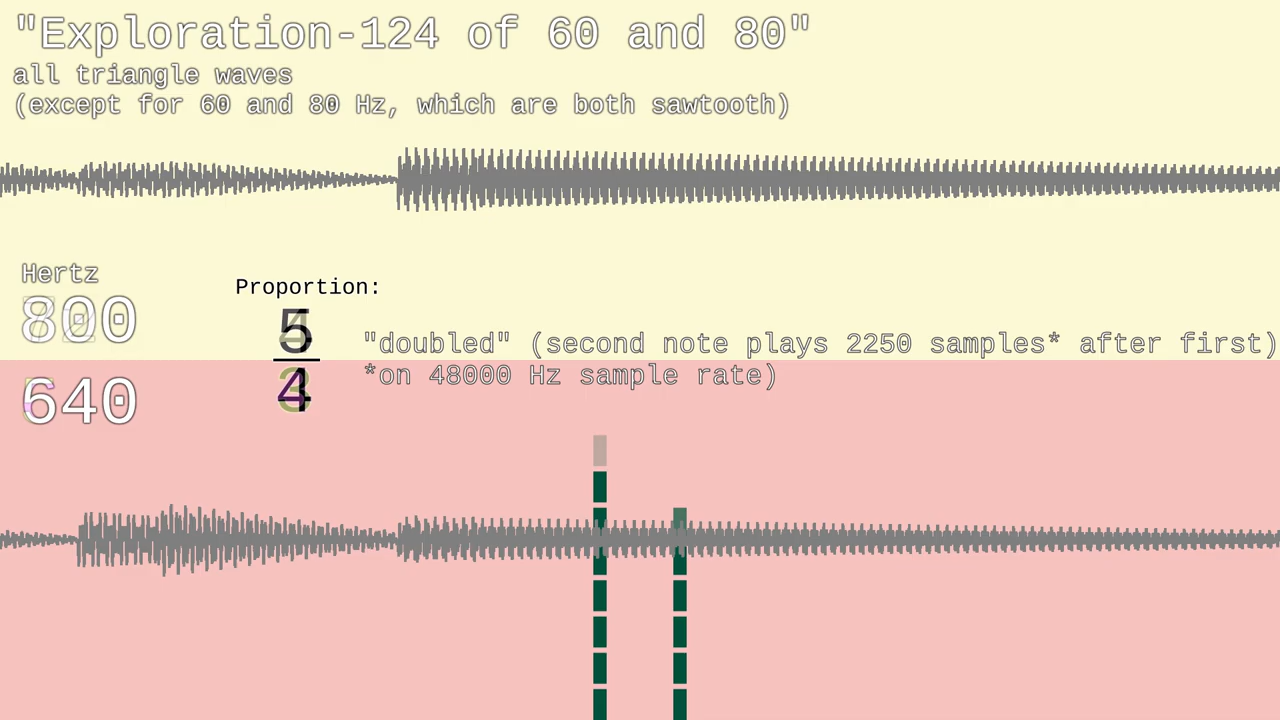 "Exploration-124 of 60 and 80"
all triangle waves
(except for 60 and 80 Hz, which are both sawtooth)
Hertz
800
640
Proportion:
5
4
"doubled" (second note plays 2250 samples* after first)
*on 48000 Hz sample rate)